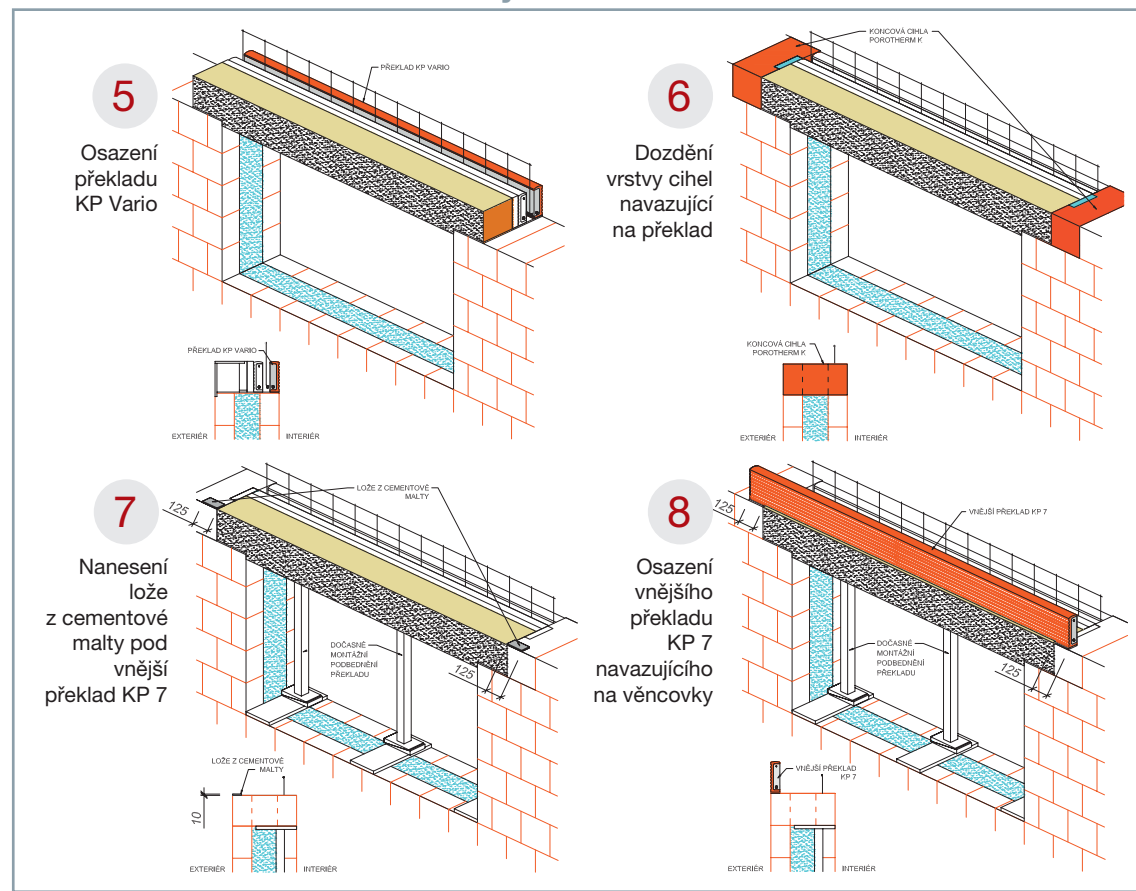 5
Osazení
překladu
KP Vario
PŘEKLAD KP VARIO
PŘEKLAD KP VARIO
EXTERIÉR
INTERIÉR
6
Dozdění
vrstvy cihel
navazující
na překlad
KONCOVÁ CIHLA
POROTHERM K
KONCOVÁ CIHLA
POROTHERM K
EXTERIÉR
INTERIÉR
7
Nanesení
lože
z cementové
malty pod
vnější
překlad KP 7
125
LOŽE Z CEMENTOVÉ
MALTY
DOČASNÉ
MONTÁŽNÍ
PODBEDNĚNÍ
PŘEKLADU
125
LOŽE Z CEMENTOVÉ
MALTY
10
EXTERIÉR
INTERIÉR
8
Osazení
vnějšího
překladu
KP 7
navazujícího
na věncovky
125
VNĚJŠÍ PŘEKLAD KP 7
DOČASNÉ
MONTÁŽNÍ
PODBEDNĚNÍ
PŘEKLADU
125
VNĚJŠÍ PŘEKLAD
KP 7
EXTERIÉR
INTERIÉR